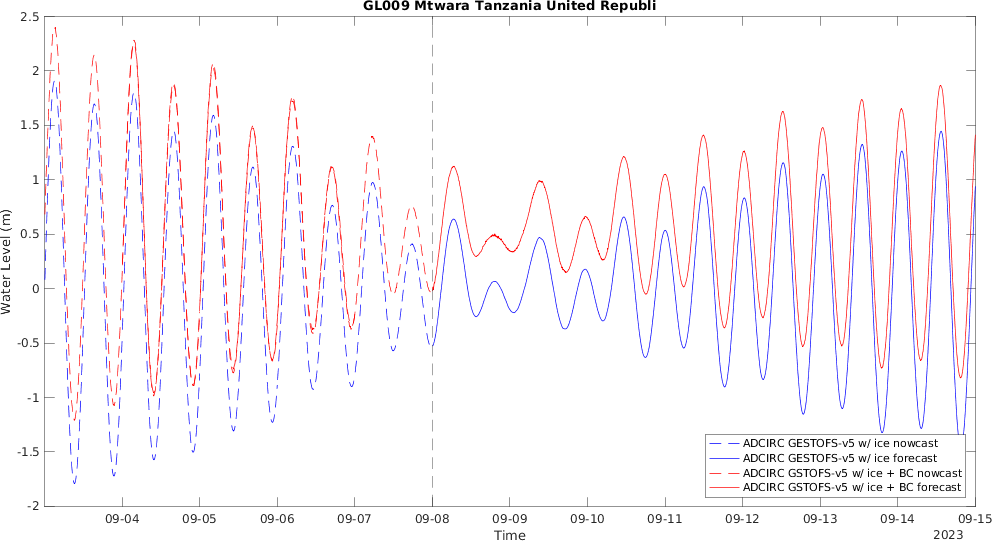 GL009 Mtwara Tanzania United Republi
Water Level (m)
2.5
2
1.5
1
0.5
0
-0.5
-1
-1.5
-2
09-04 09-05 09-06 09-07 09-08 09-09 09-10 09-11 09-12 09-13 09-14 09-15
Time
2023
ADCIRC GESTOFS-v5 w/ ice nowcast
ADCIRC GESTOFS-v5 w/ ice forecast
ADCIRC GSTOFS-v5 w/ ice + BC nowcast
ADCIRC GSTOFS-v5 w/ ice + BC forecast